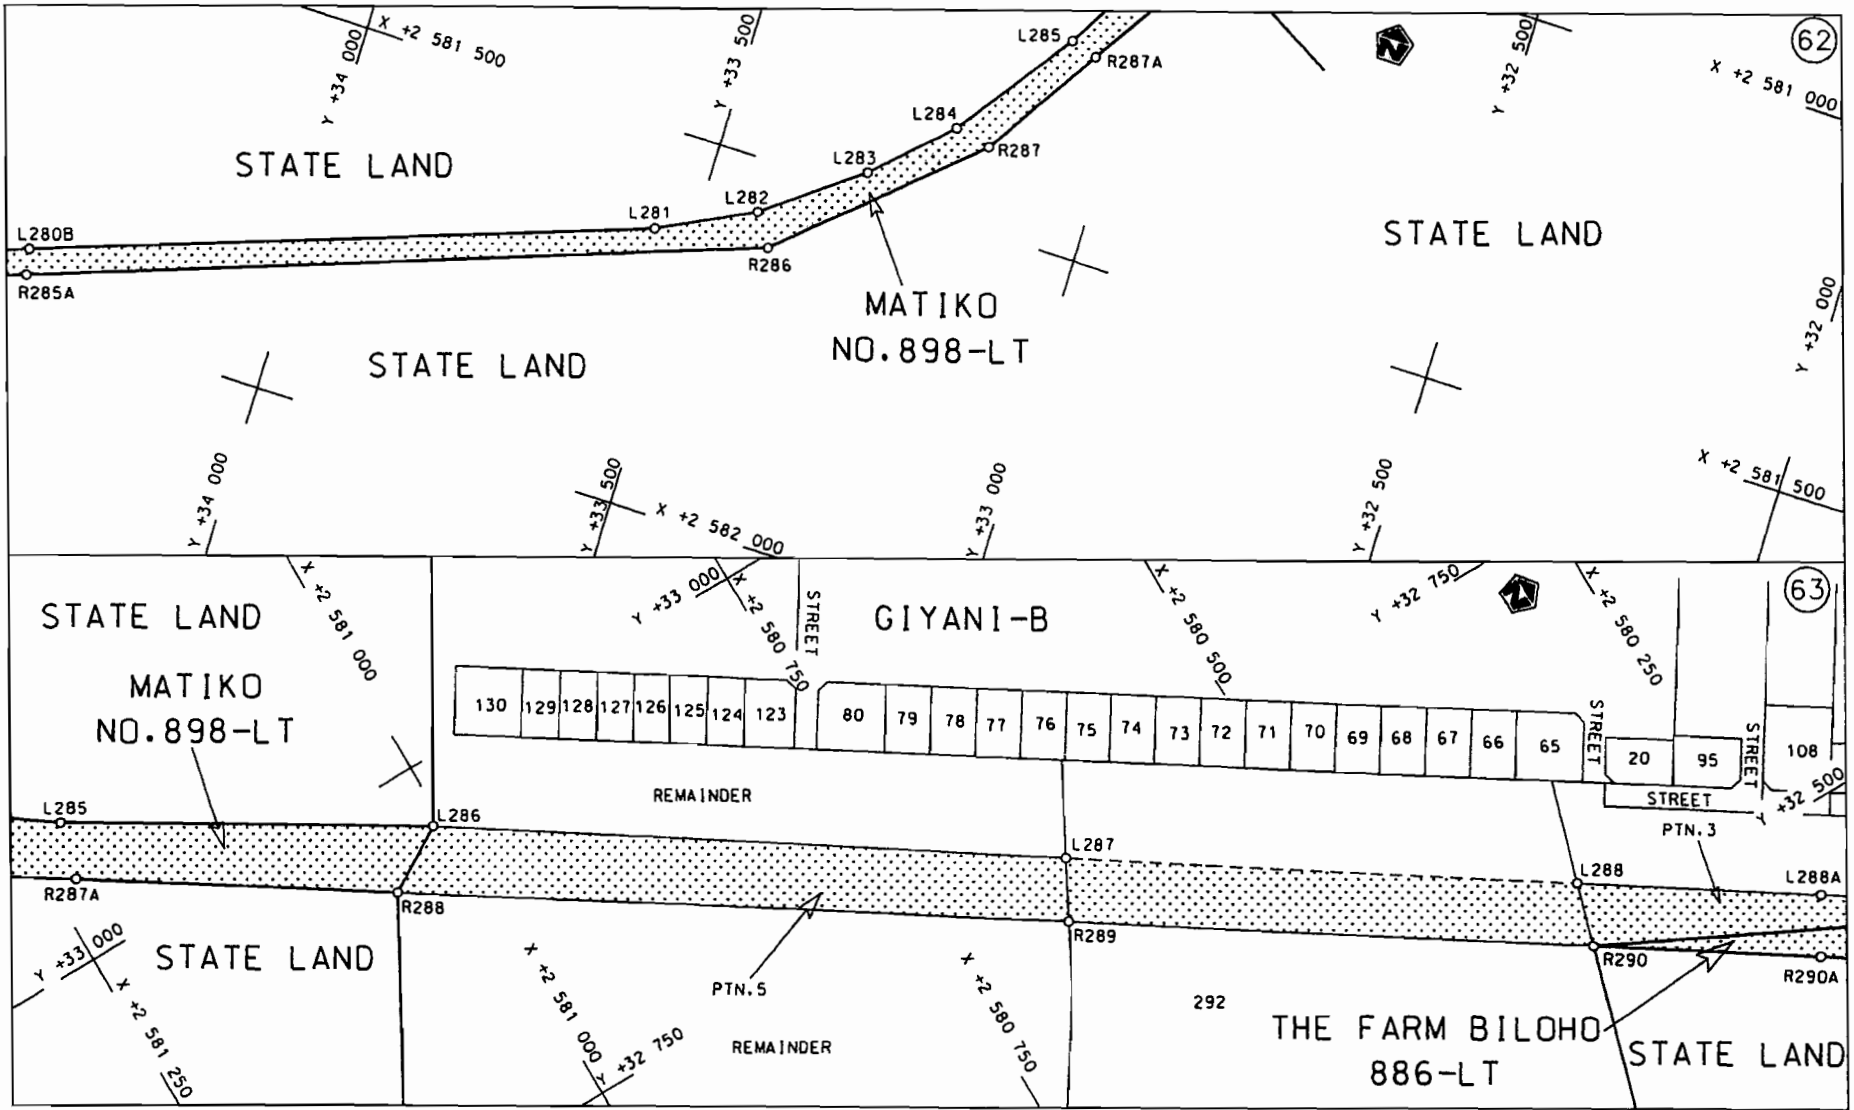 X +2 581 500
Y +34 000
Y +33 500
L285
R287A
N
Y +32 500
62
X +2 581 000
L284
R287
STATE LAND
L283
L282
L281
L280B
R286
R285A
STATE LAND
MATIKO
NO.898-LT
Y +32 000
STATE LAND
Y +34 000
Y +33 500
X +2 582 000
Y +33 000
Y +32 500
X +2 581 500
STATE LAND
X +2 581 000
Y +33 000
X +2 580 750
STREET
GIYANI-B
X +2 580 500
Y +32 750
N
X +2 580 250
63
MATIKO
NO.898-LT
130
129
128
127
126
125
124
123
80
79
78
77
76
75
74
73
72
71
70
69
68
67
66
65
STREET
20
95
STREET
108
STREET
Y +32 500
REMAINDER
PTN.3
L285
L286
L287
L288
L288A
R287A
R288
R289
R290
R290A
Y +33 000
X +2 581 250
STATE LAND
X +2 581 000
Y +32 750
PTN.5
REMAINDER
X +2 580 750
292
THE FARM BILOHO
886-LT
STATE LAND